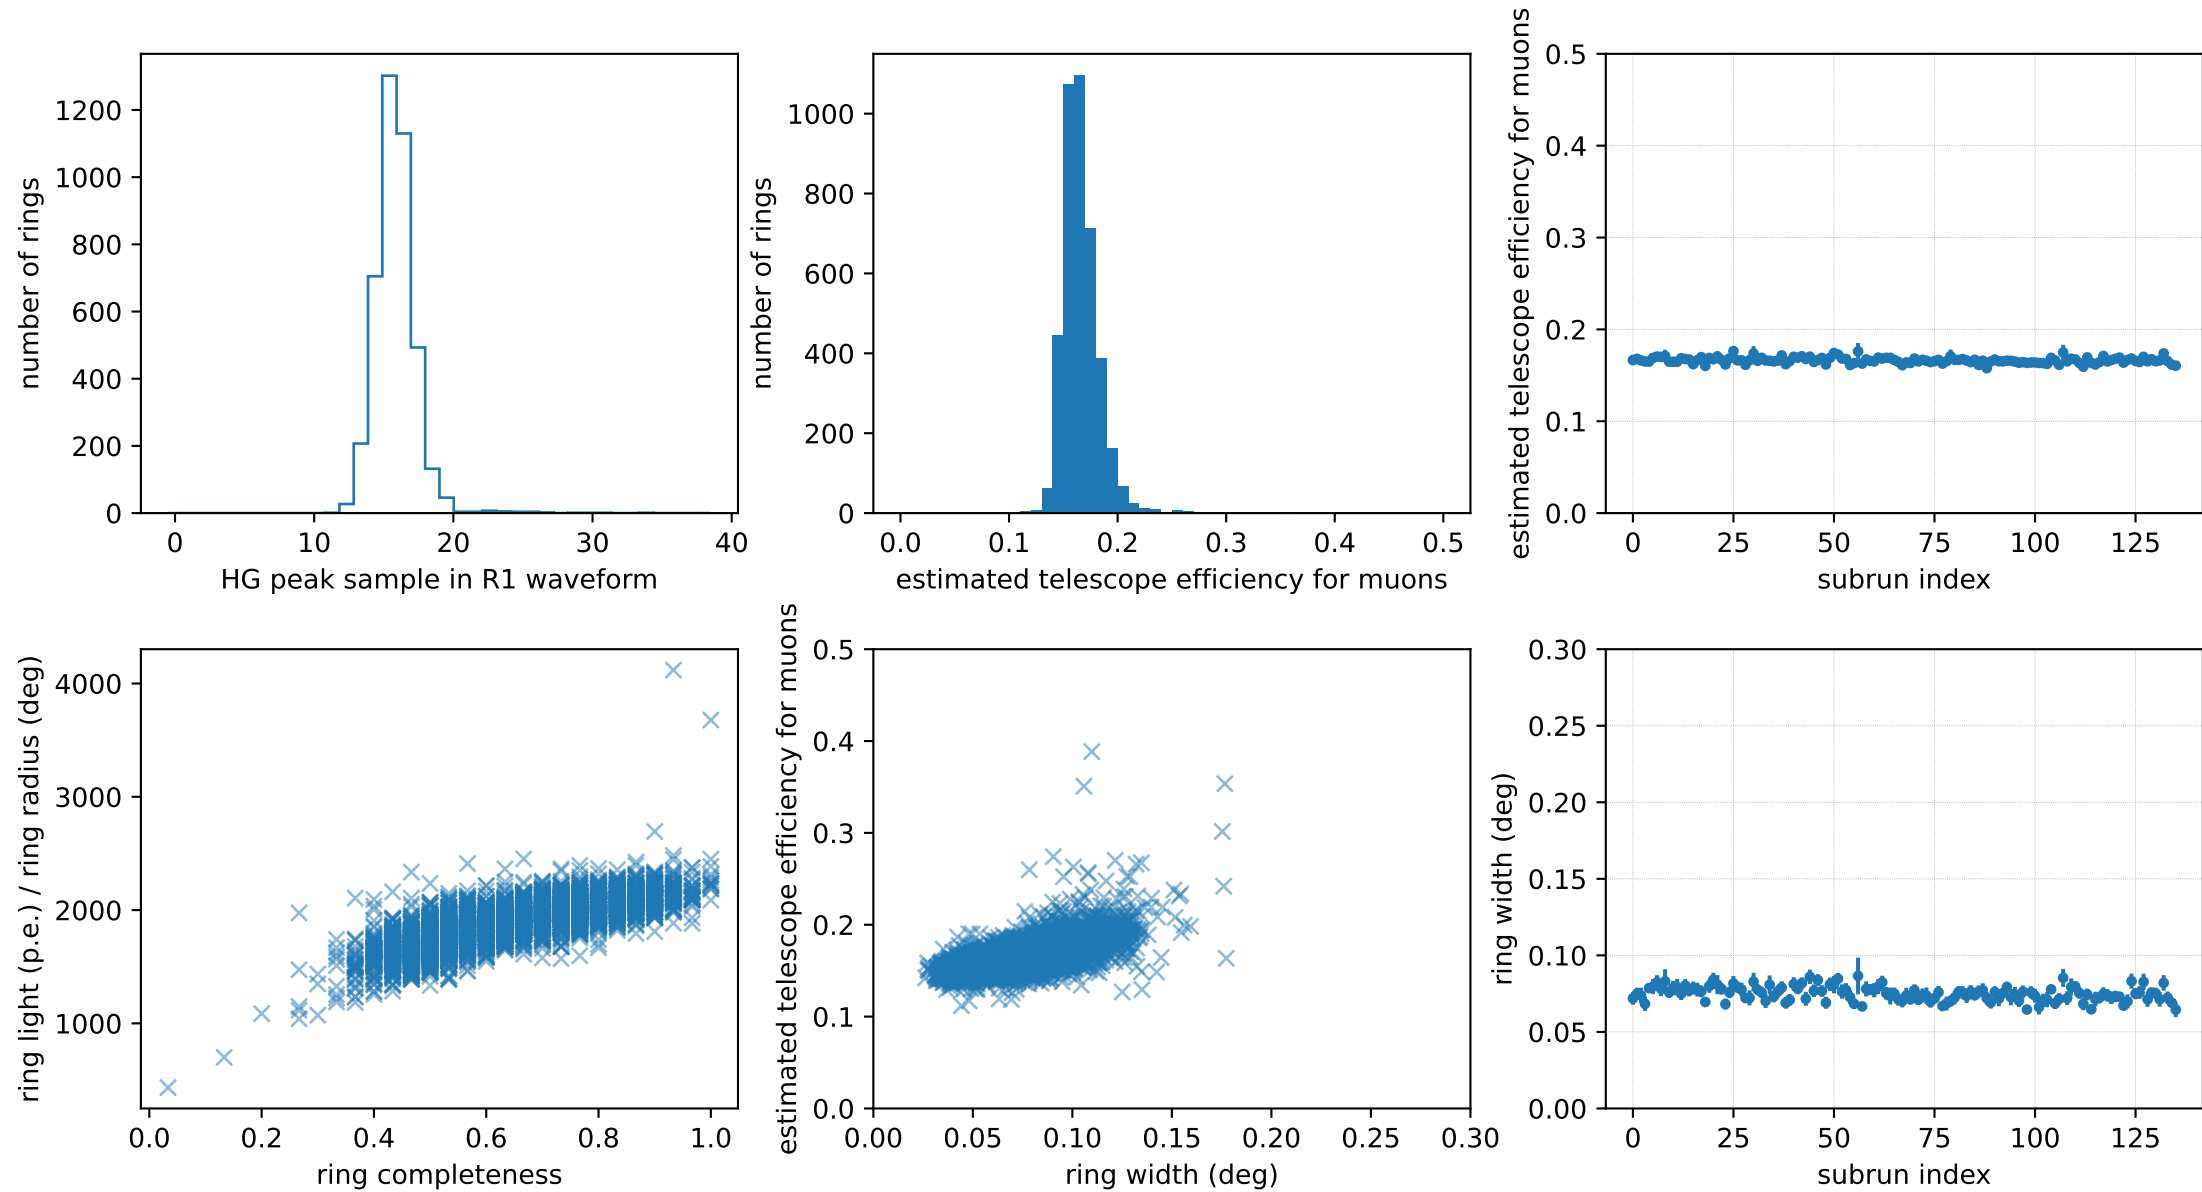 number of rings
1200
1000
800
600
400
200
0
0 10 20 30 40
HG peak sample in R1 waveform
number of rings
1000
800
600
400
200
0
0.0 0.1 0.2 0.3 0.4 0.5
estimated telescope efficiency for muons
estimated telescope efficiency for muons
0.5
0.4
0.3
0.2
0.1
0.0
0 25 50 75 100 125
subrun index
ring light (p.e.) / ring radius (deg)
4000
3000
2000
1000
0.0 0.2 0.4 0.6 0.8 1.0
ring completeness
estimated telescope efficiency for muons
0.5
0.4
0.3
0.2
0.1
0.0
0.00 0.05 0.10 0.15 0.20 0.25 0.30
ring width (deg)
ring width (deg)
0.30
0.25
0.20
0.15
0.10
0.05
0.00
0 25 50 75 100 125
subrun index